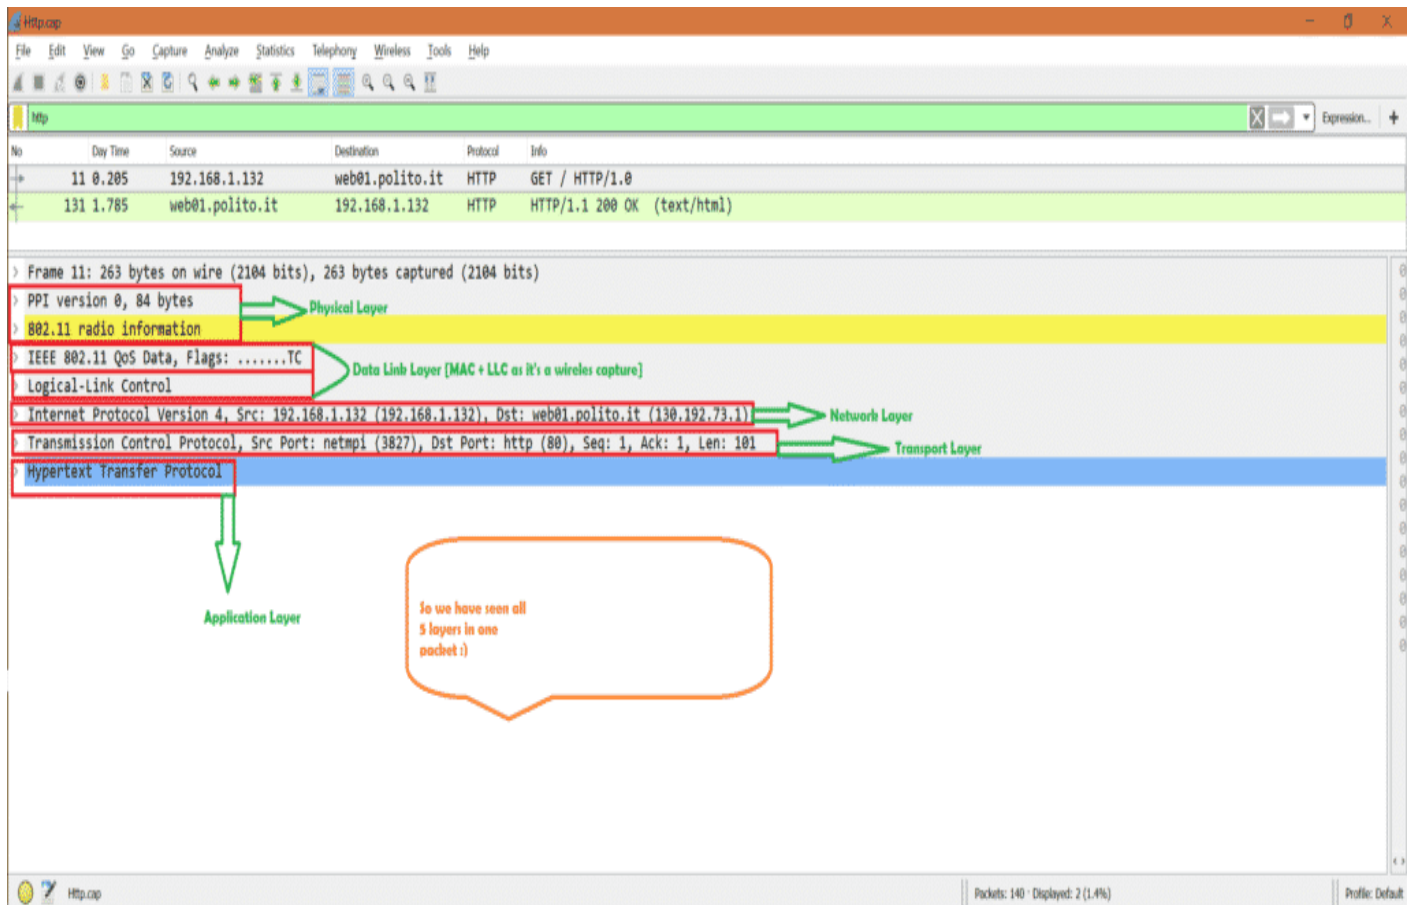 Http.cap
File Edit View Go Capture Analyze Statistics Telephony Wireless Tools Help
http
Expression... +
No Day Time Source Destination Protocol Info
11 0.205 192.168.1.132 web01.polito.it HTTP GET / HTTP/1.0
131 1.785 web01.polito.it 192.168.1.132 HTTP HTTP/1.1 200 OK (text/html)
Frame 11: 263 bytes on wire (2104 bits), 263 bytes captured (2104 bits)
PPI version 0, 84 bytes
Physical Layer
802.11 radio information
IEEE 802.11 QoS Data, Flags: .......TC
Data Link Layer [MAC + LLC as it's a wireles capture]
Logical-Link Control
Internet Protocol Version 4, Src: 192.168.1.132 (192.168.1.132), Dst: web01.polito.it (130.192.73.1)
Network Layer
Transmission Control Protocol, Src Port: netmpi (3827), Dst Port: http (80), Seq: 1, Ack: 1, Len: 101
Transport Layer
Hypertext Transfer Protocol
Application Layer
So we have seen all
5 layers in one
packet :)
Http.cap
Packets: 140 · Displayed: 2 (1.4%)
Profile: Default